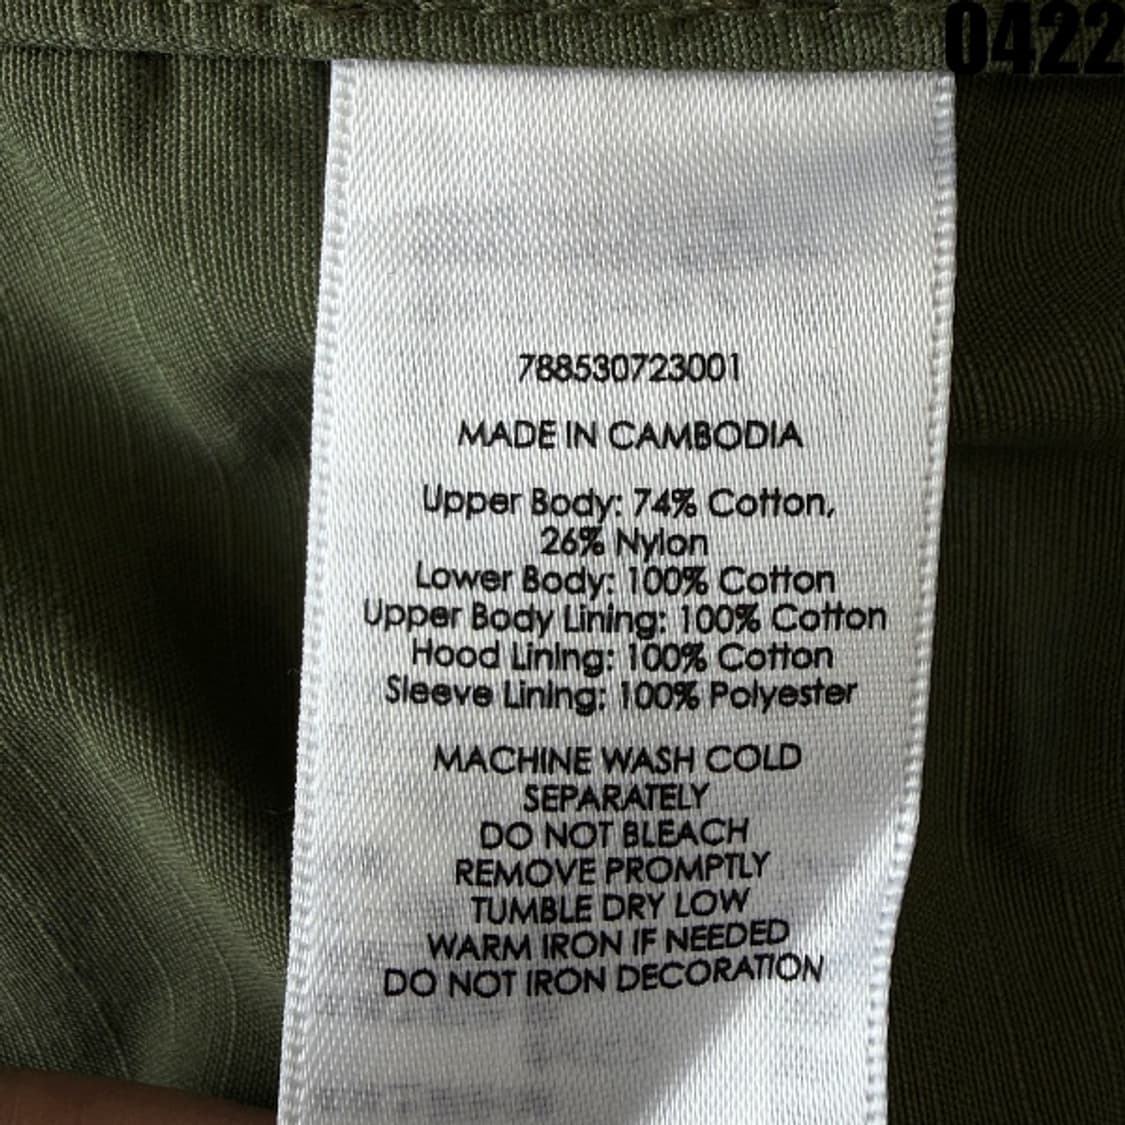 0422
788530723001
MADE IN CAMBODIA
Upper Body: 74% Cotton,
26% Nylon
Lower Body: 100% Cotton
Upper Body Lining: 100% Cotton
Hood Lining: 100% Cotton
Sleeve Lining: 100% Polyester
MACHINE WASH COLD
SEPARATELY
DO NOT BLEACH
REMOVE PROMPTLY
TUMBLE DRY LOW
WARM IRON IF NEEDED
DO NOT IRON DECORATION